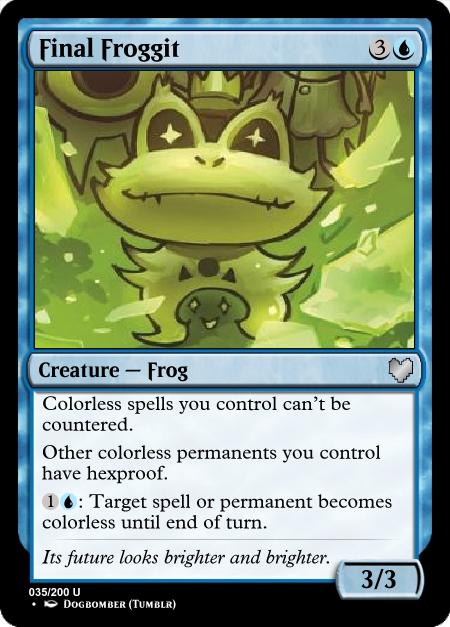 Final Froggit 3
Creature — Frog
Colorless spells you control can't be
countered.
Other colorless permanents you control
have hexproof.
1 : Target spell or permanent becomes
colorless until end of turn.
Its future looks brighter and brighter.
3/3
035/200 U
• Dogbomber (Tumblr)